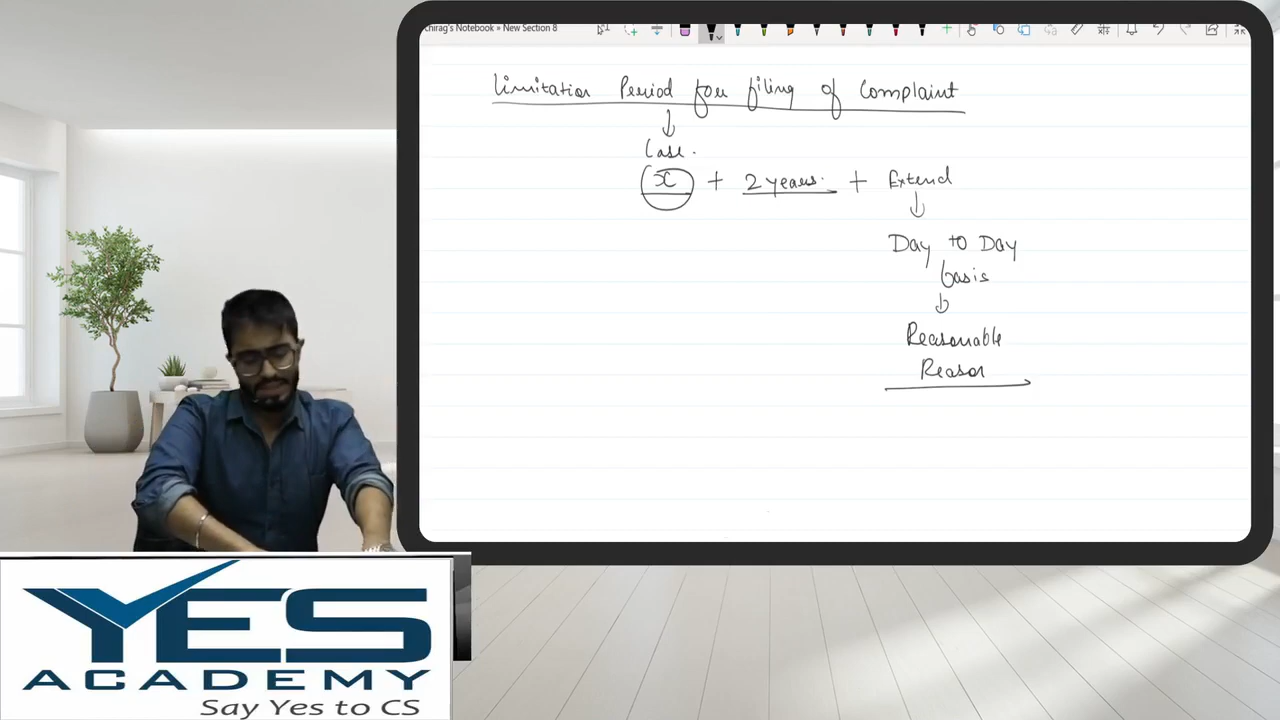 chirag's Notebook » New Section 8
Limitation Period for filing of Complaint
Case.
x + 2 years. + Extend
Day to Day
basis
Reasonable
Reason
YES
ACADEMY
Say Yes to CS